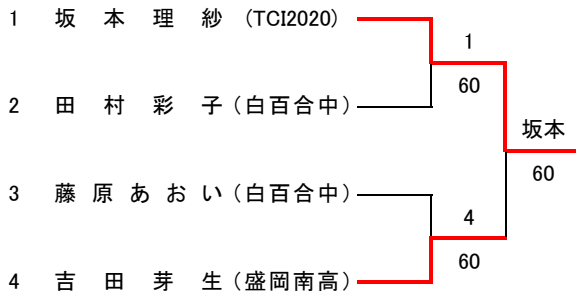 1 坂本理紗 (TCI2020)
1
60
2 田村彩子(白百合中)
坂本
60
3 藤原あおい(白百合中)
4
60
4 吉田芽生(盛岡南高)